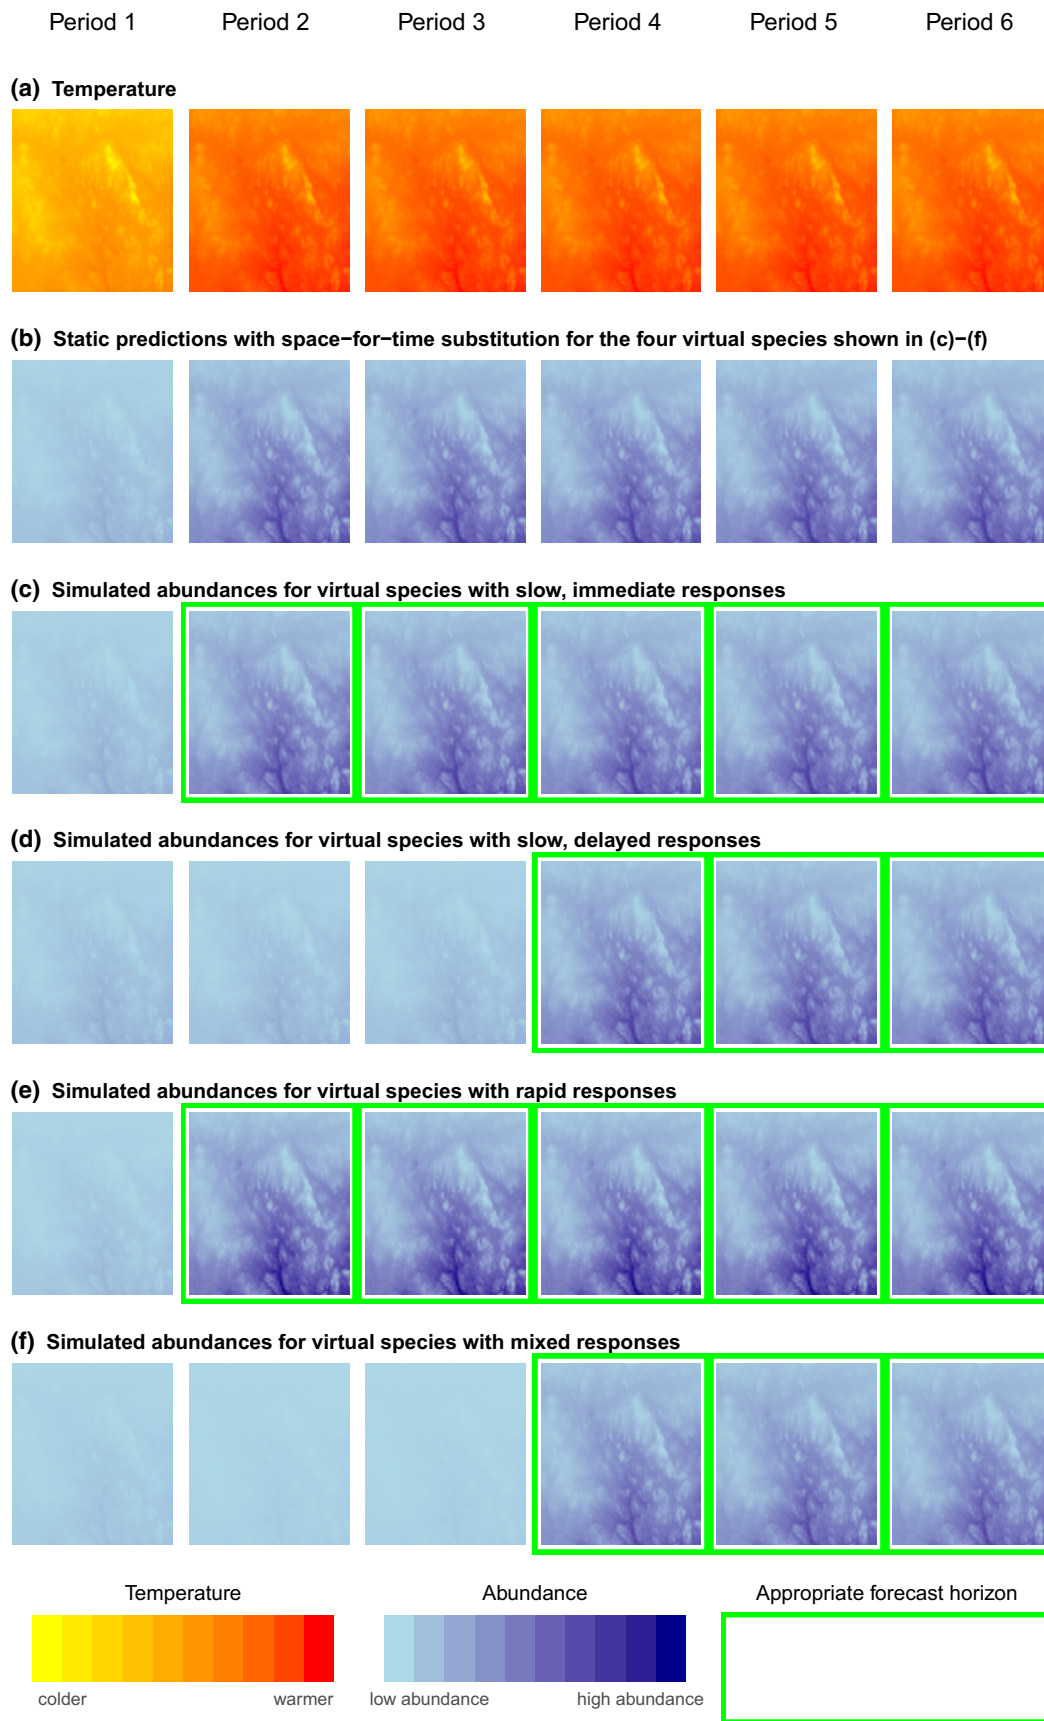 Period 1 Period 2 Period 3 Period 4 Period 5 Period 6
(a) Temperature
(b) Static predictions with space−for−time substitution for the four virtual species shown in (c)−(f)
(c) Simulated abundances for virtual species with slow, immediate responses
(d) Simulated abundances for virtual species with slow, delayed responses
(e) Simulated abundances for virtual species with rapid responses
(f) Simulated abundances for virtual species with mixed responses
Temperature Abundance Appropriate forecast horizon
colder warmer low abundance high abundance